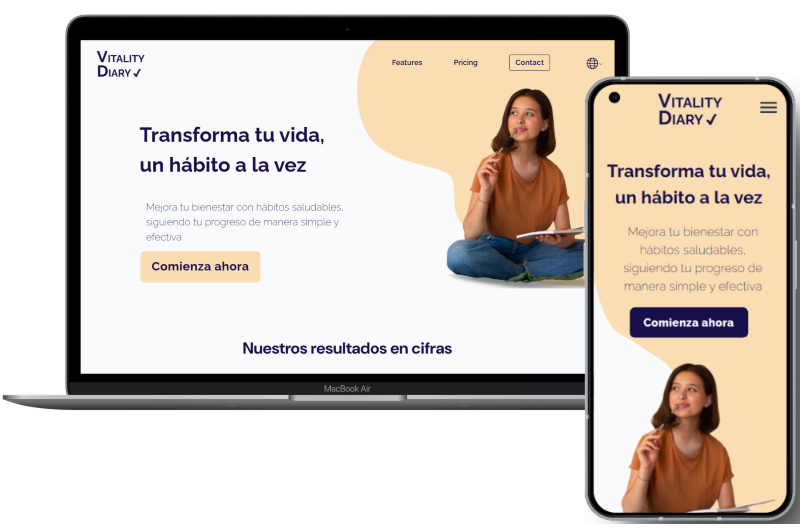 VITALITY
DIARY
Features
Pricing
Contact
Transforma tu vida,
un hábito a la vez
Mejora tu bienestar con hábitos saludables,
siguiendo tu progreso de manera simple y
efectiva
Comienza ahora
Nuestros resultados en cifras
MacBook Air
VITALITY
DIARY
Transforma tu vida,
un hábito a la vez
Mejora tu bienestar con
hábitos saludables,
siguiendo tu progreso de
manera simple y efectiva
Comienza ahora